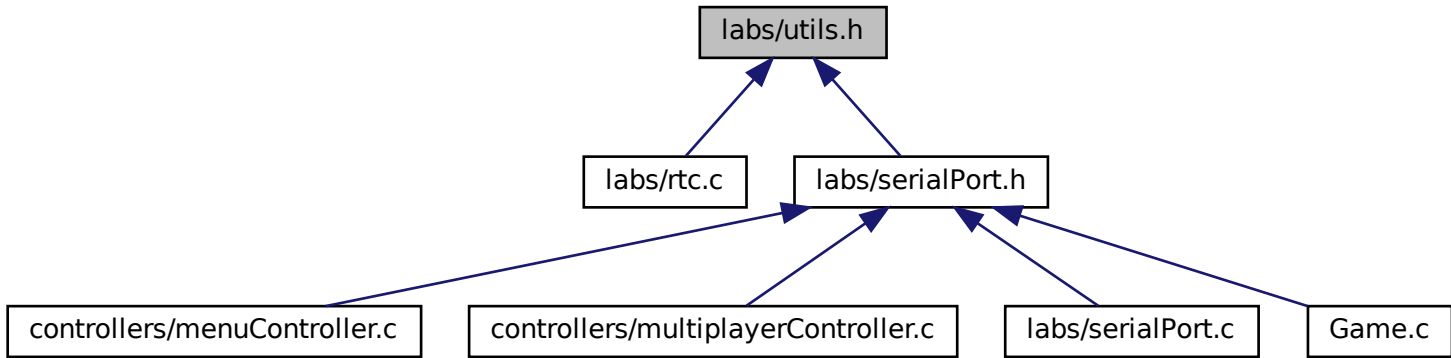 labs/utils.h
labs/rtc.c
labs/serialPort.h
controllers/menuController.c
controllers/multiplayerController.c
labs/serialPort.c
Game.c